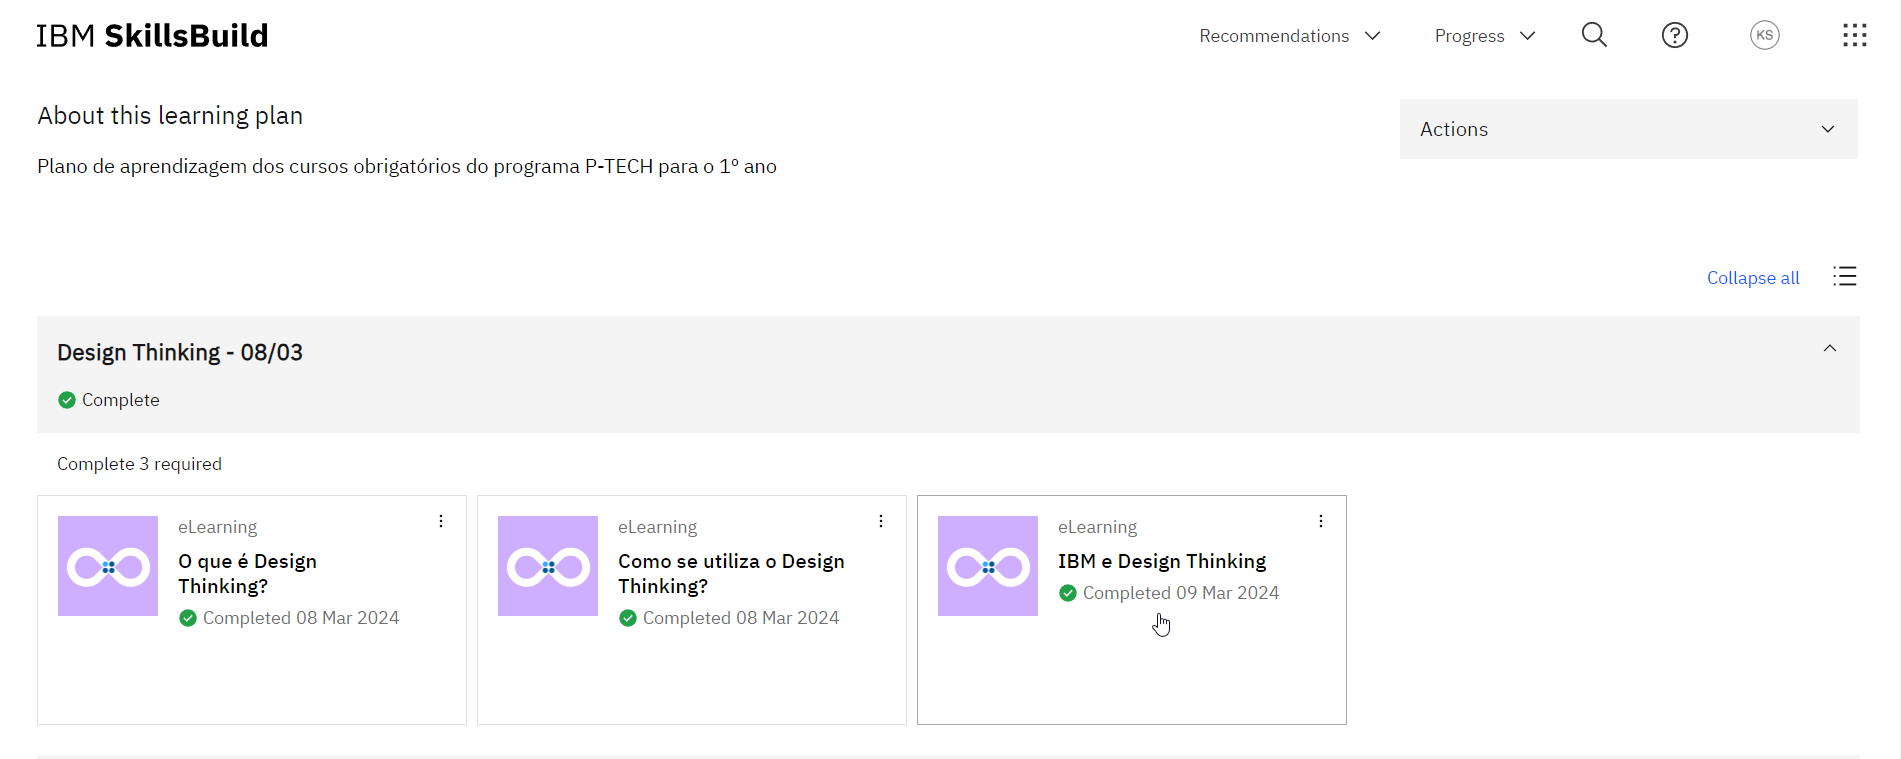 IBM SkillsBuild
Recommendations
Progress
KS
About this learning plan
Actions
Plano de aprendizagem dos cursos obrigatórios do programa P-TECH para o 1º ano
Collapse all
Design Thinking - 08/03
Complete
Complete 3 required
eLearning
O que é Design
Thinking?
Completed 08 Mar 2024
eLearning
Como se utiliza o Design
Thinking?
Completed 08 Mar 2024
eLearning
IBM e Design Thinking
Completed 09 Mar 2024